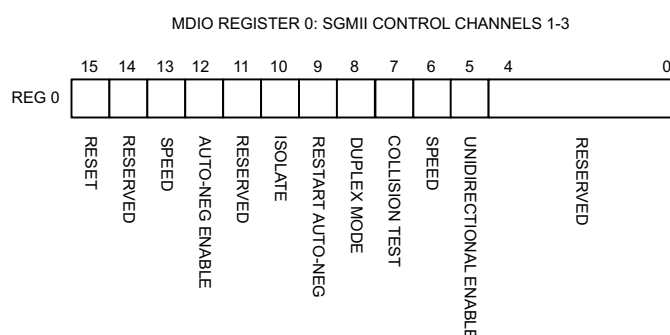 MDIO REGISTER 0: SGMII CONTROL CHANNELS 1-3
15 14 13 12 11 10 9 8 7 6 5 4 0
REG 0
RESET
RESERVED
SPEED
AUTO-NEG ENABLE
RESERVED
ISOLATE
RESTART AUTO-NEG
DUPLEX MODE
COLLISION TEST
SPEED
UNIDIRECTIONAL ENABLE
RESERVED